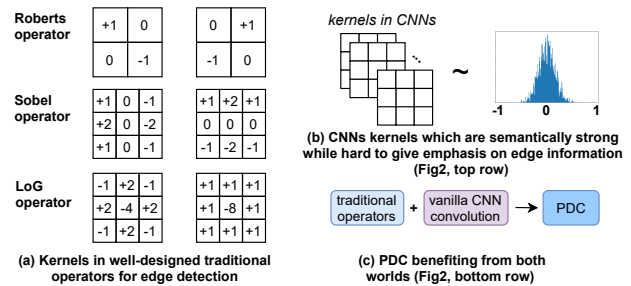 Roberts
operator
+1 0
0 -1
0 +1
-1 0
Sobel
operator
+1 0 -1
+2 0 -2
+1 0 -1
+1 +2 +1
0 0 0
-1 -2 -1
LoG
operator
-1 +2 -1
+2 -4 +2
-1 +2 -1
+1 +1 +1
+1 -8 +1
+1 +1 +1
(a) Kernels in well-designed traditional
operators for edge detection
kernels in CNNs
...
~
-1 0 1
(b) CNNs kernels which are semantically strong
while hard to give emphasis on edge information
(Fig2, top row)
traditional
operators
+
vanilla CNN
convolution
PDC
(c) PDC benefiting from both
worlds (Fig2, bottom row)